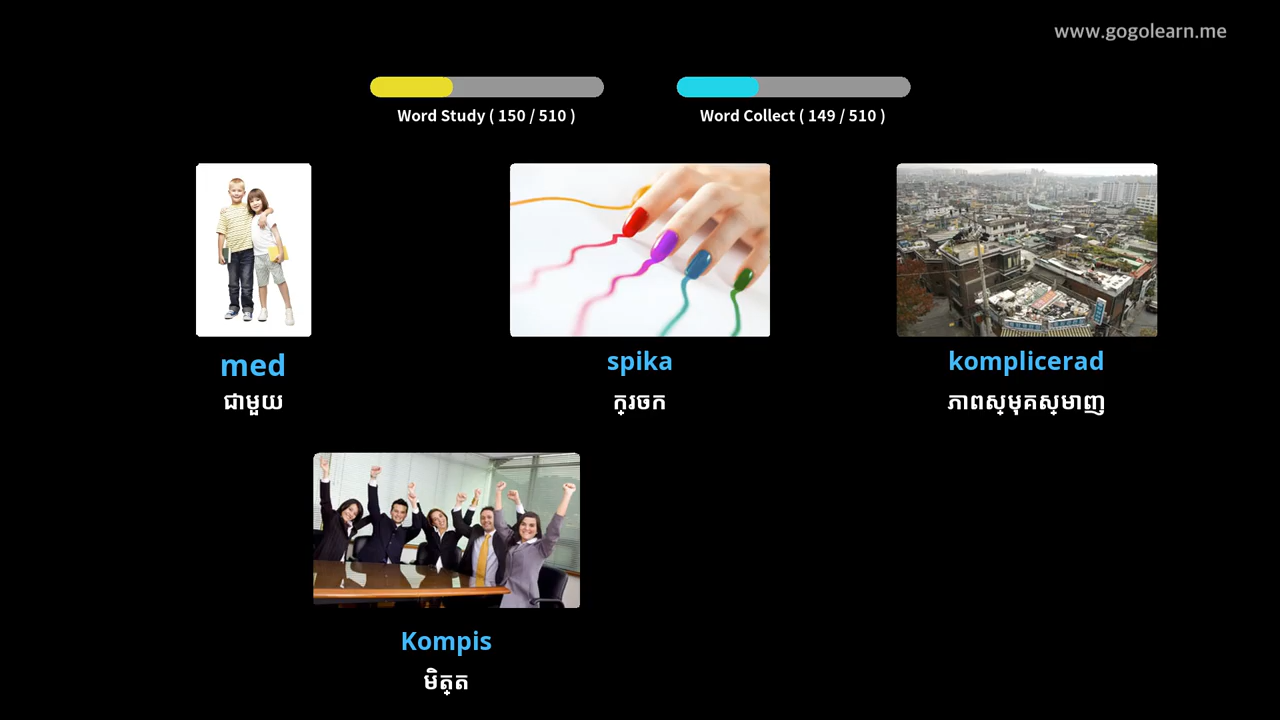 www.gogolearn.me
Word Study ( 150 / 510 )
Word Collect ( 149 / 510 )
med
spika
komplicerad
ជាមួយ
ក្រចក
ភាពស្មុគស្មាញ
Kompis
មិត្ត